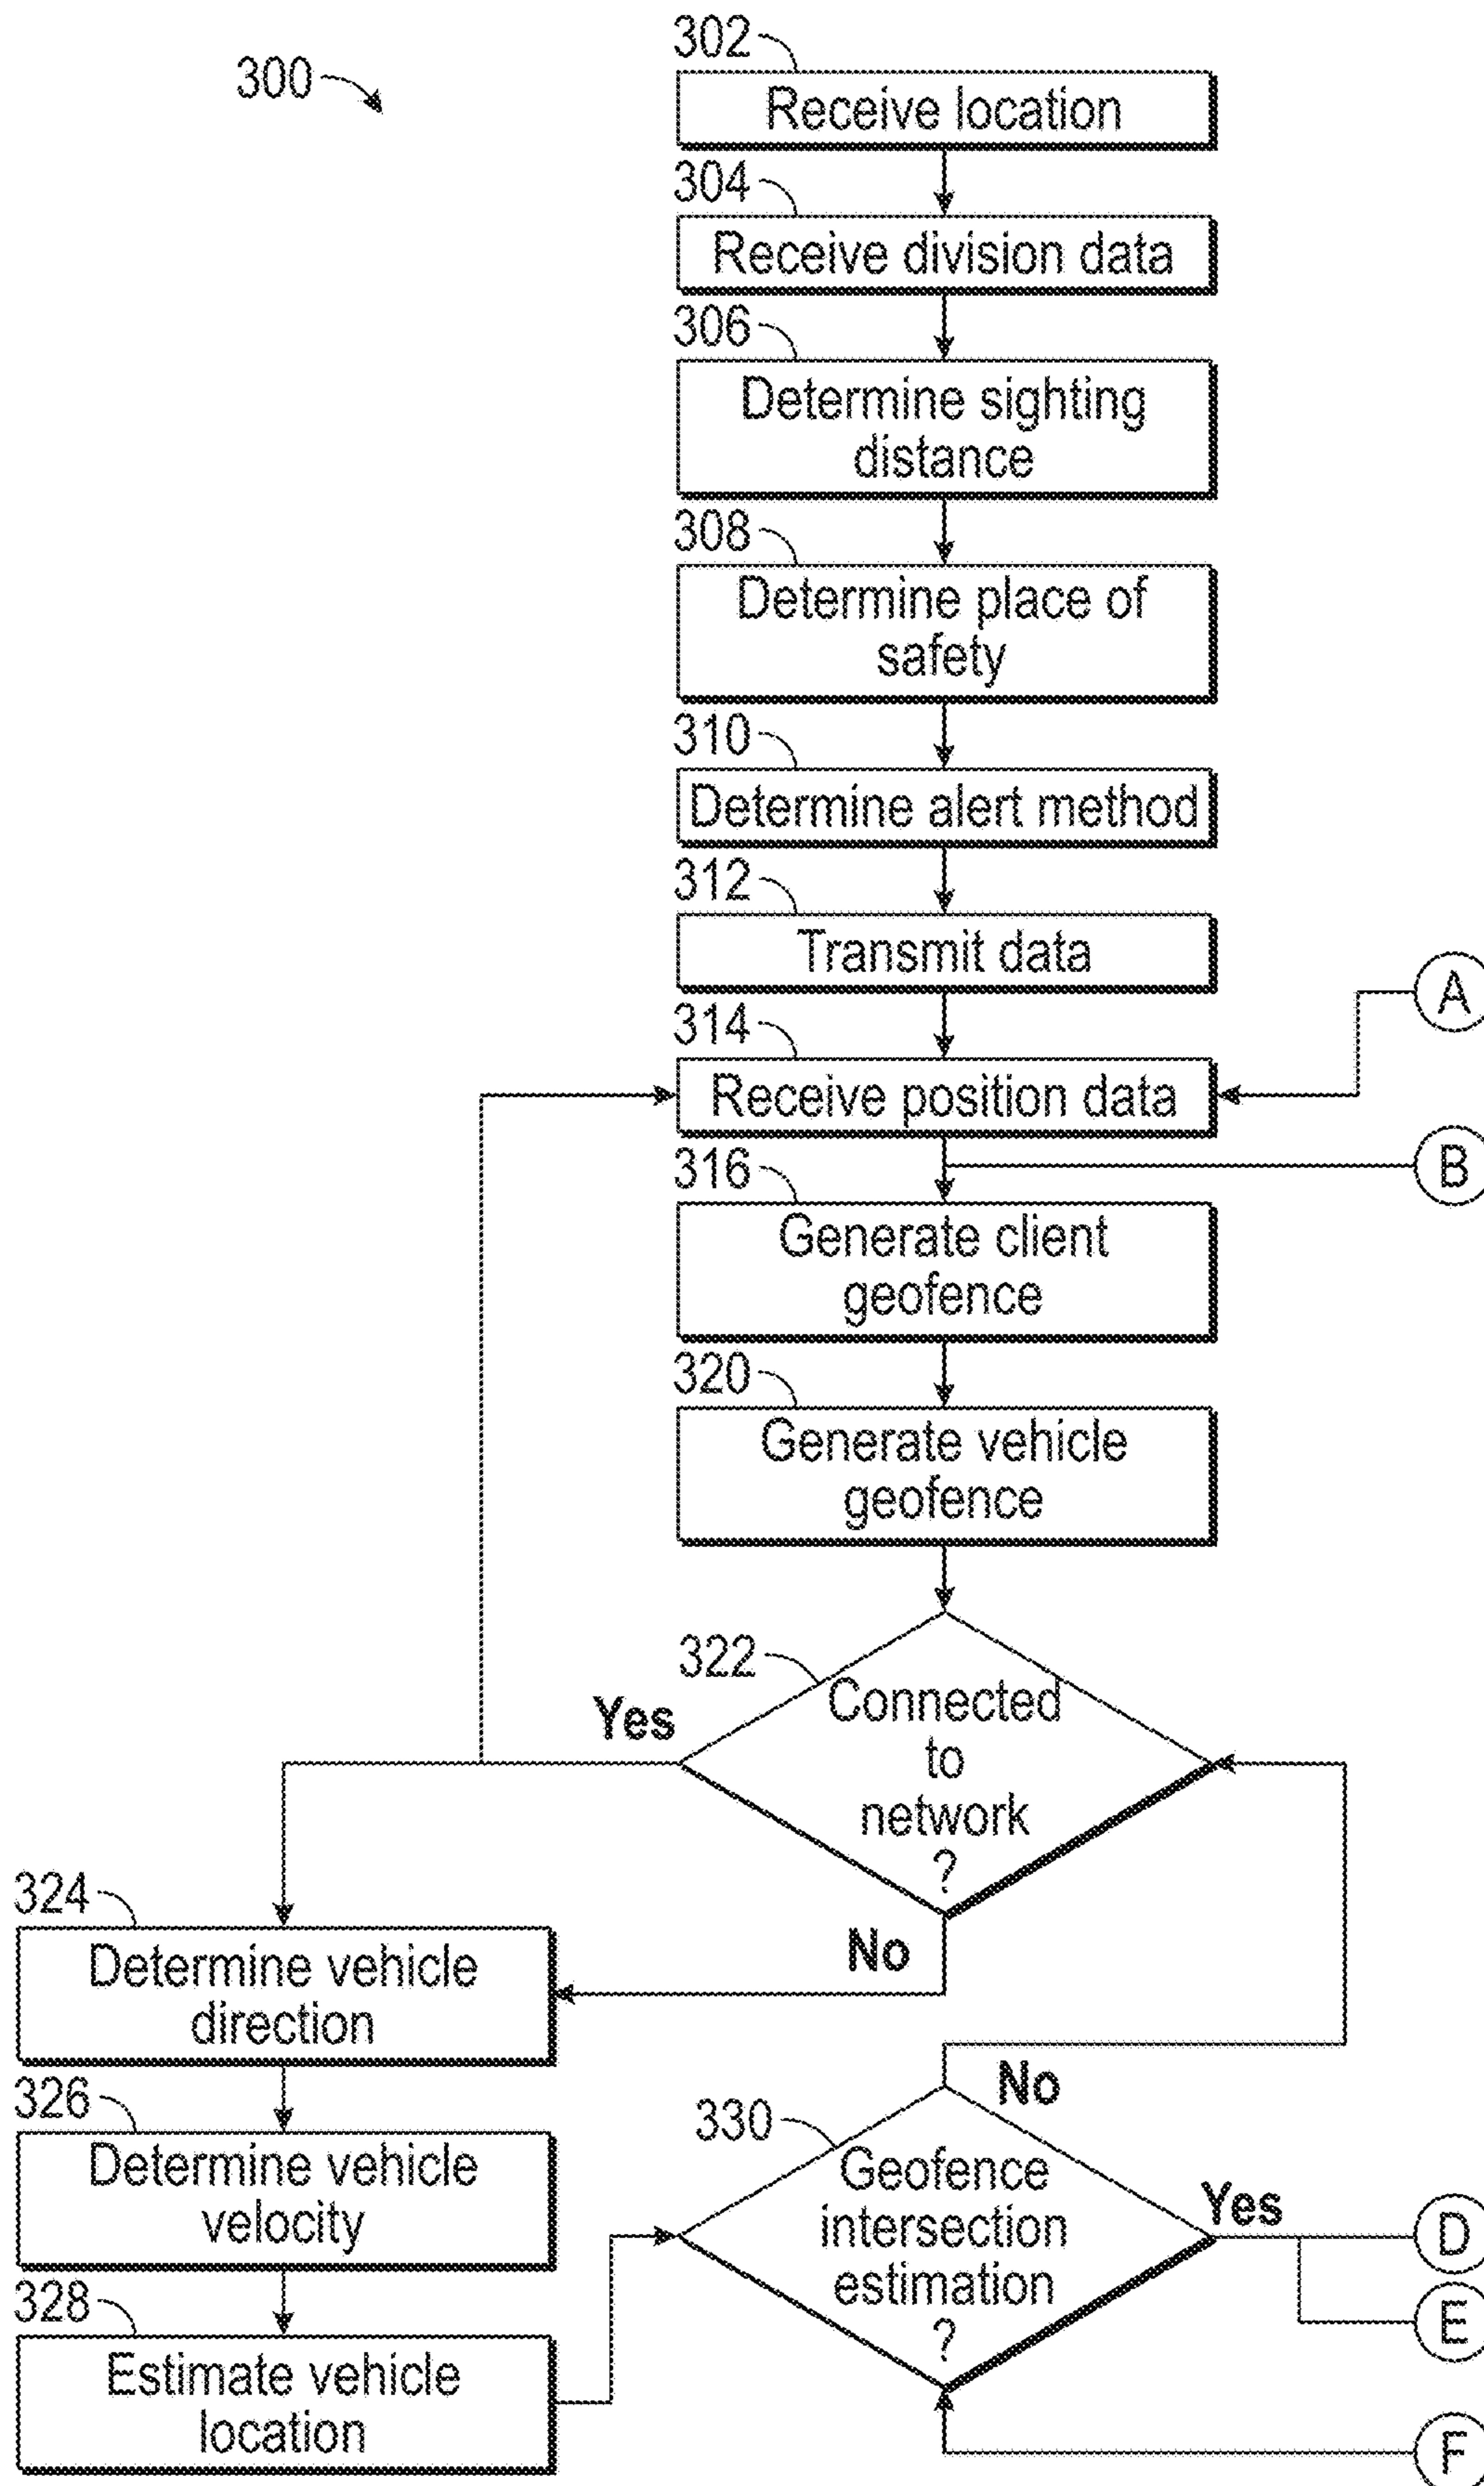 300
302
Receive location
304
Receive division data
306
Determine sighting
distance
308
Determine place of
safety
310
Determine alert method
312
Transmit data
A
314
Receive position data
B
316
Generate client
geofence
320
Generate vehicle
geofence
322
Connected
to
network
?
Yes
No
324
Determine vehicle
direction
326
Determine vehicle
velocity
328
Estimate vehicle
location
330
No
Geofence
intersection
estimation
?
Yes
D
E
F